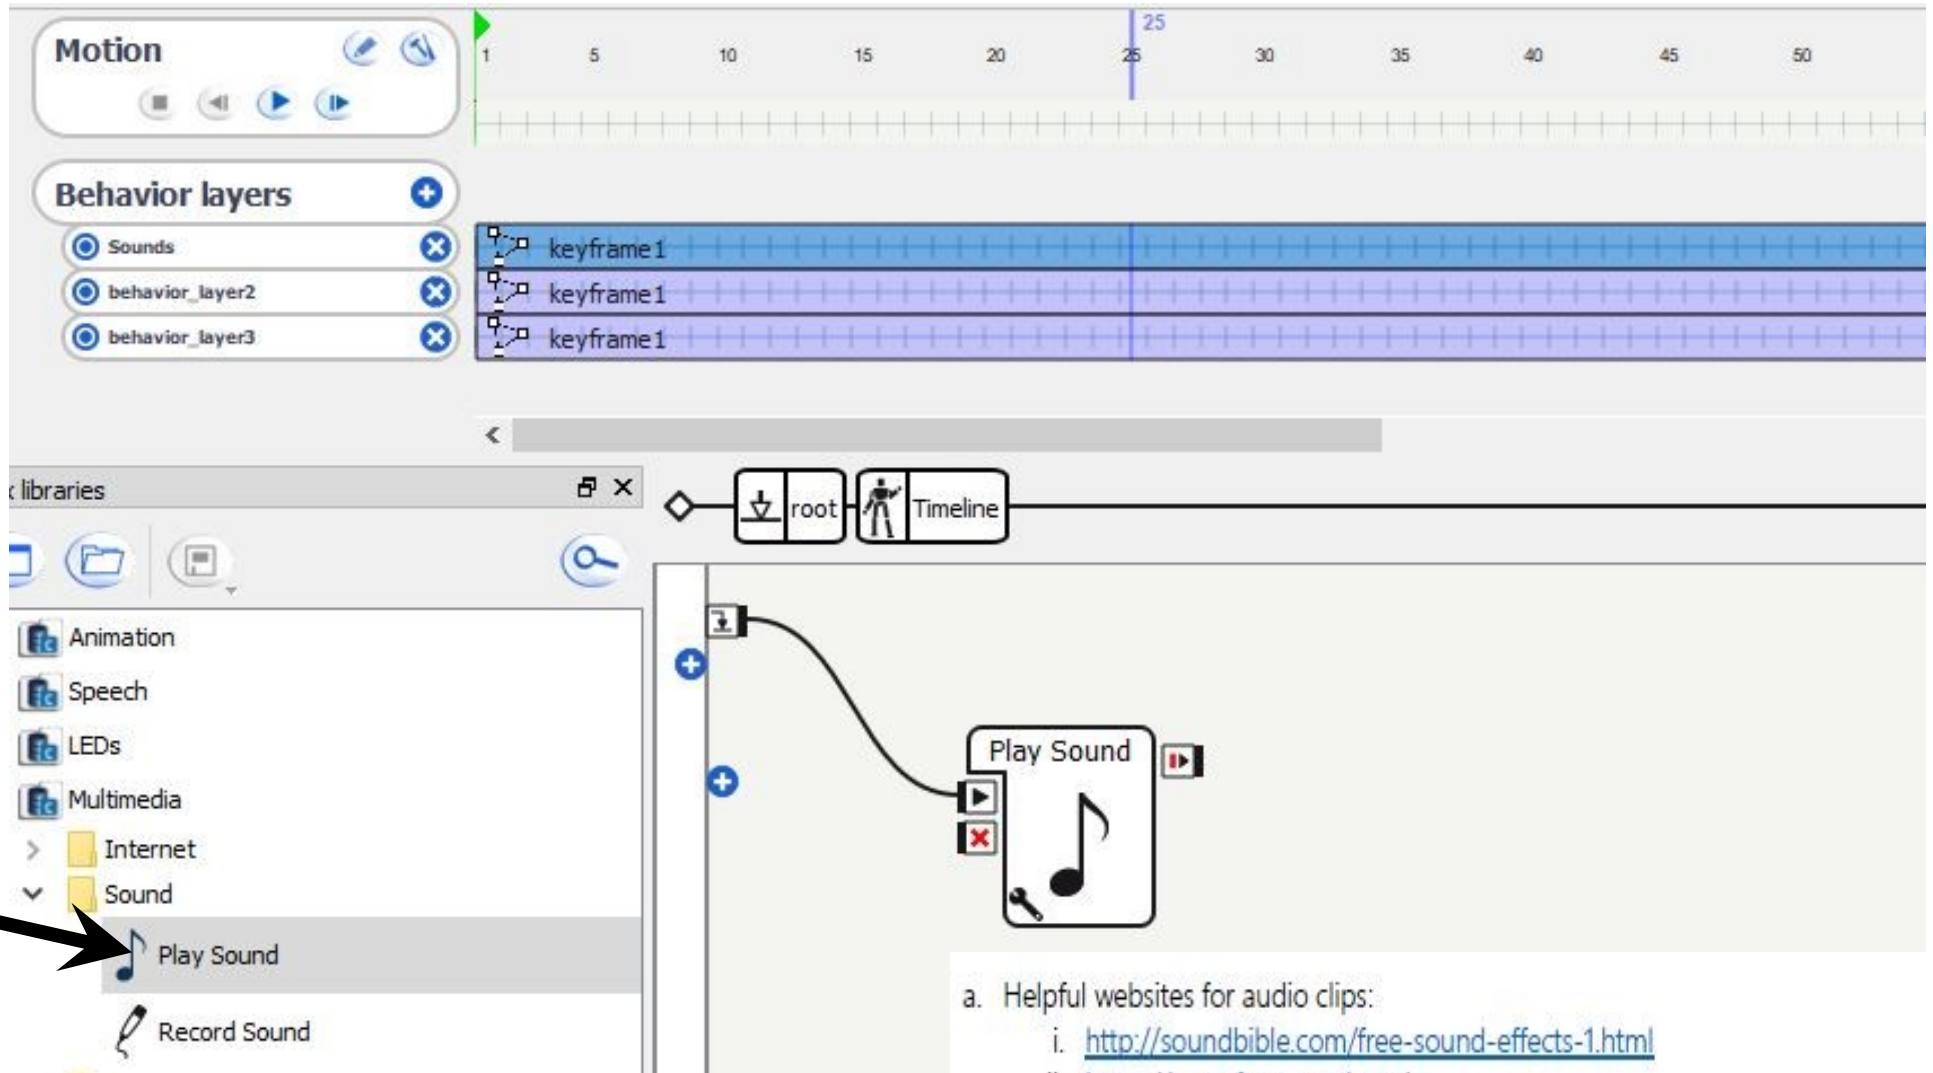 Motion
25
1 5 10 15 20 25 30 35 40 45 50
Behavior layers
Sounds
keyframe1
behavior_layer2
keyframe1
behavior_layer3
keyframe1
libraries
root
Timeline
Animation
Speech
LEDs
Multimedia
Internet
Sound
Play Sound
Record Sound
Play Sound
a. Helpful websites for audio clips:
i. http://soundbible.com/free-sound-effects-1.html